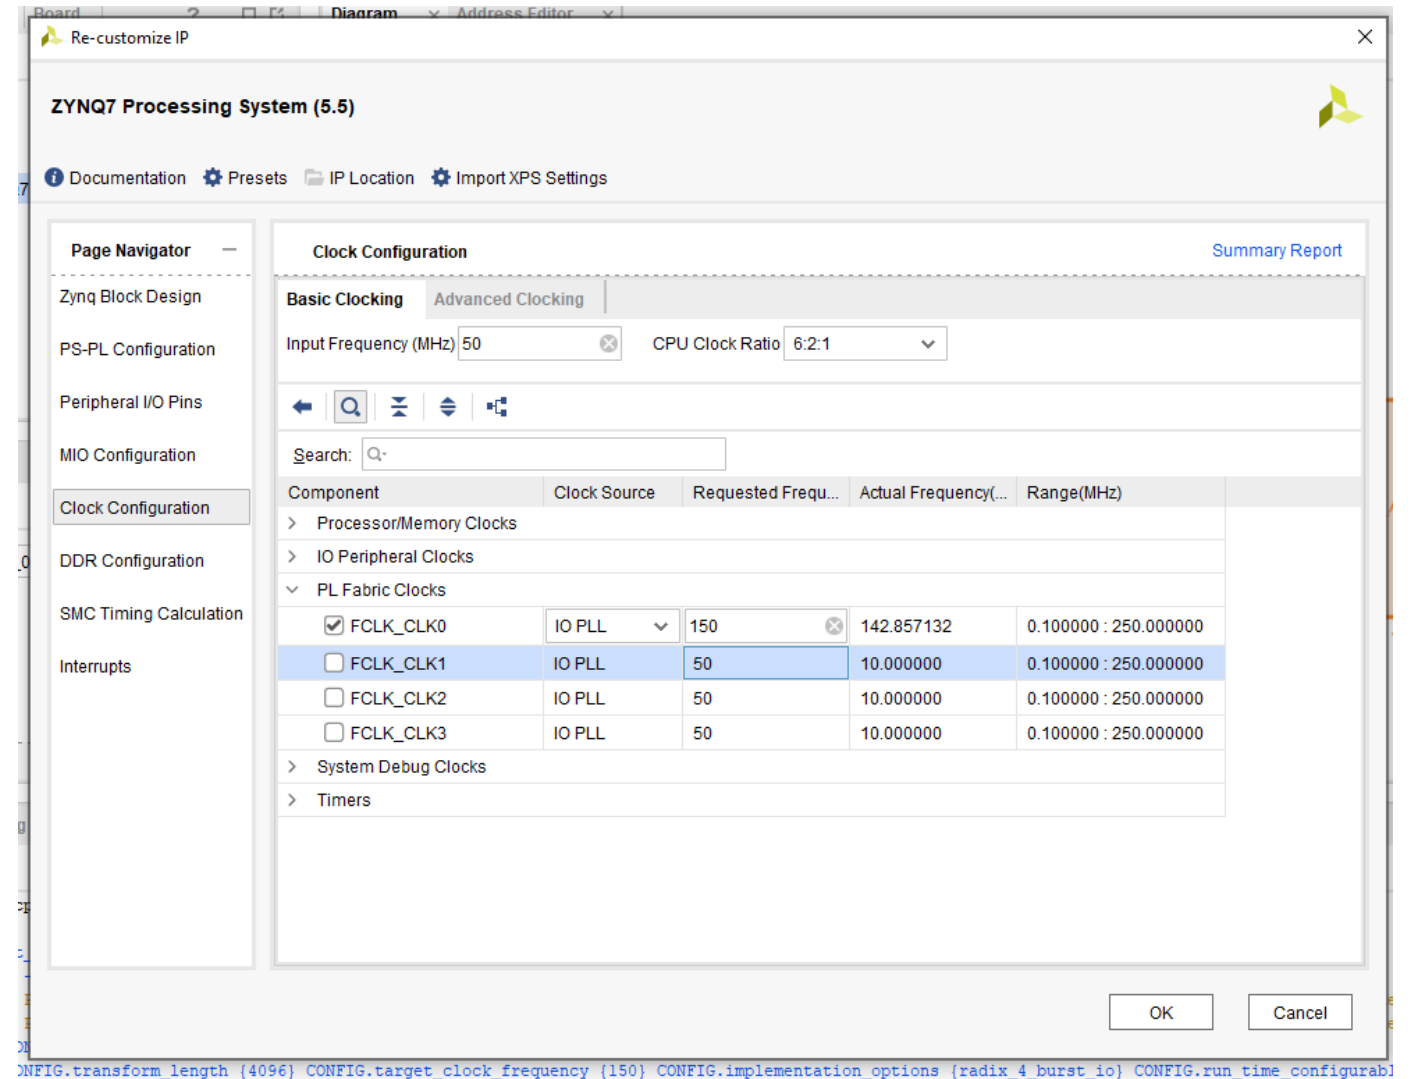 Board ? Diagram × Address Editor ×
Re-customize IP
ZYNQ7 Processing System (5.5)
Documentation Presets IP Location Import XPS Settings
Page Navigator
Zynq Block Design
PS-PL Configuration
Peripheral I/O Pins
MIO Configuration
Clock Configuration
DDR Configuration
SMC Timing Calculation
Interrupts
Clock Configuration Summary Report
Basic Clocking Advanced Clocking
Input Frequency (MHz) 50 CPU Clock Ratio 6:2:1
Search:
Component Clock Source Requested Frequ... Actual Frequency(... Range(MHz)
Processor/Memory Clocks
IO Peripheral Clocks
PL Fabric Clocks
FCLK_CLK0 IO PLL 150 142.857132 0.100000 : 250.000000
FCLK_CLK1 IO PLL 50 10.000000 0.100000 : 250.000000
FCLK_CLK2 IO PLL 50 10.000000 0.100000 : 250.000000
FCLK_CLK3 IO PLL 50 10.000000 0.100000 : 250.000000
System Debug Clocks
Timers
OK Cancel
ONFIG.transform_length {4096} CONFIG.target_clock_frequency {150} CONFIG.implementation_options {radix_4_burst_io} CONFIG.run_time_configurabl